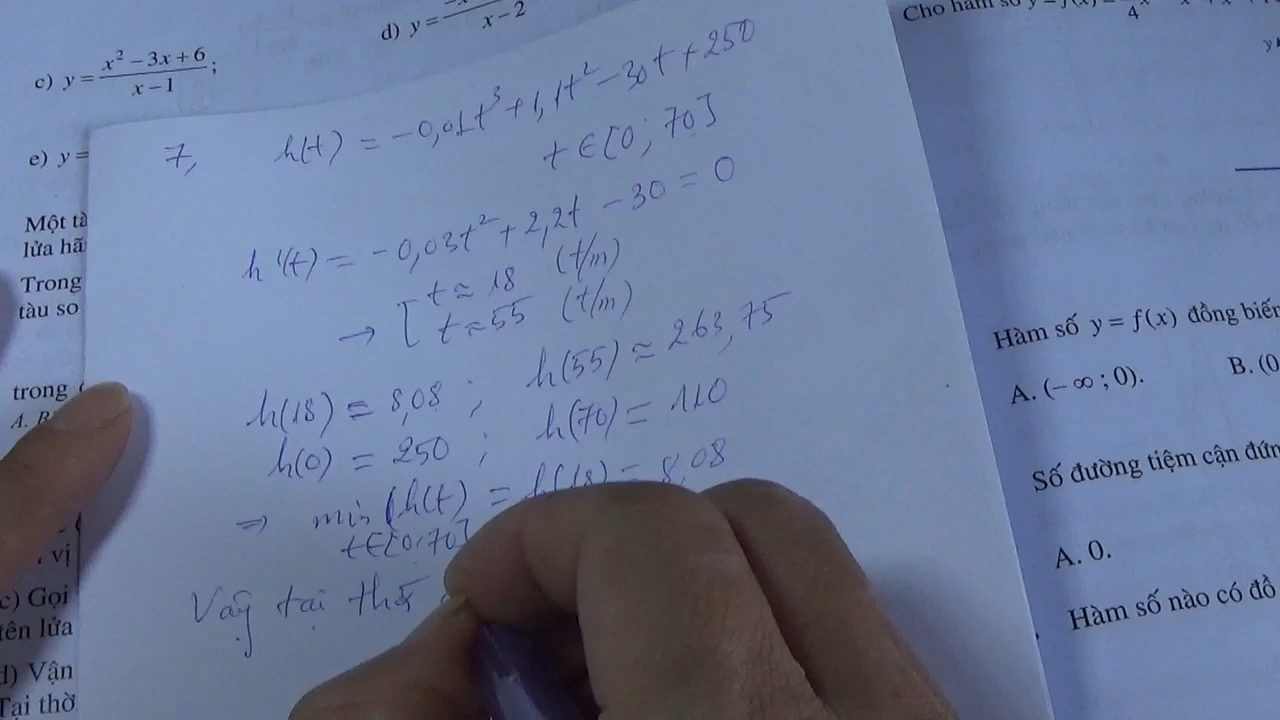 d) y = x-2
c) y = \frac{x^2 - 3x + 6}{x-1};
e) y =
Một tà
lửa hã
Trong
tàu so
trong
vị
c) Gọi
tên lửa
d) Vận
Tại thờ
7, h(t) = -0,01t³ + 1,1t² - 30t + 250
t ∈ [0; 70]
h'(t) = -0,03t² + 2,2t - 30 = 0
→ [ t ≈ 18 (t/m)
t ≈ 55 (t/m)
h(18) = 8,08 ; h(55) ≈ 263,75
h(0) = 250 ; h(70) = 110
⇒ min (h(t) = h(18) = 8,08
t∈[0;70]
Vậy tại thờ
Cho hàm số y = f(x) =
Hàm số y = f(x) đồng biến
A. (-∞; 0). B. (0
Số đường tiệm cận đứn
A. 0.
Hàm số nào có đồ